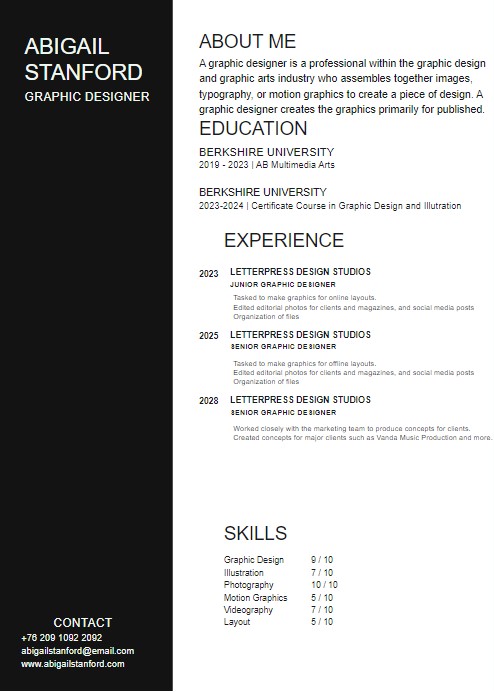 ABIGAIL
STANFORD
GRAPHIC DESIGNER
CONTACT
+76 209 1092 2092
abigailstanford@email.com
www.abigailstanford.com
ABOUT ME
A graphic designer is a professional within the graphic design
and graphic arts industry who assembles together images,
typography, or motion graphics to create a piece of design. A
graphic designer creates the graphics primarily for published.
EDUCATION
BERKSHIRE UNIVERSITY
2019 - 2023 | AB Multimedia Arts
BERKSHIRE UNIVERSITY
2023-2024 | Certificate Course in Graphic Design and Illutration
EXPERIENCE
2023 LETTERPRESS DESIGN STUDIOS
JUNIOR GRAPHIC DESIGNER
Tasked to make graphics for online layouts.
Edited editorial photos for clients and magazines, and social media posts
Organization of files
2025 LETTERPRESS DESIGN STUDIOS
SENIOR GRAPHIC DESIGNER
Tasked to make graphics for offline layouts.
Edited editorial photos for clients and magazines, and social media posts
Organization of files
2028 LETTERPRESS DESIGN STUDIOS
SENIOR GRAPHIC DESIGNER
Worked closely with the marketing team to produce concepts for clients.
Created concepts for major clients such as Vanda Music Production and more.
SKILLS
Graphic Design 9 / 10
Illustration 7 / 10
Photography 10 / 10
Motion Graphics 5 / 10
Videography 7 / 10
Layout 5 / 10